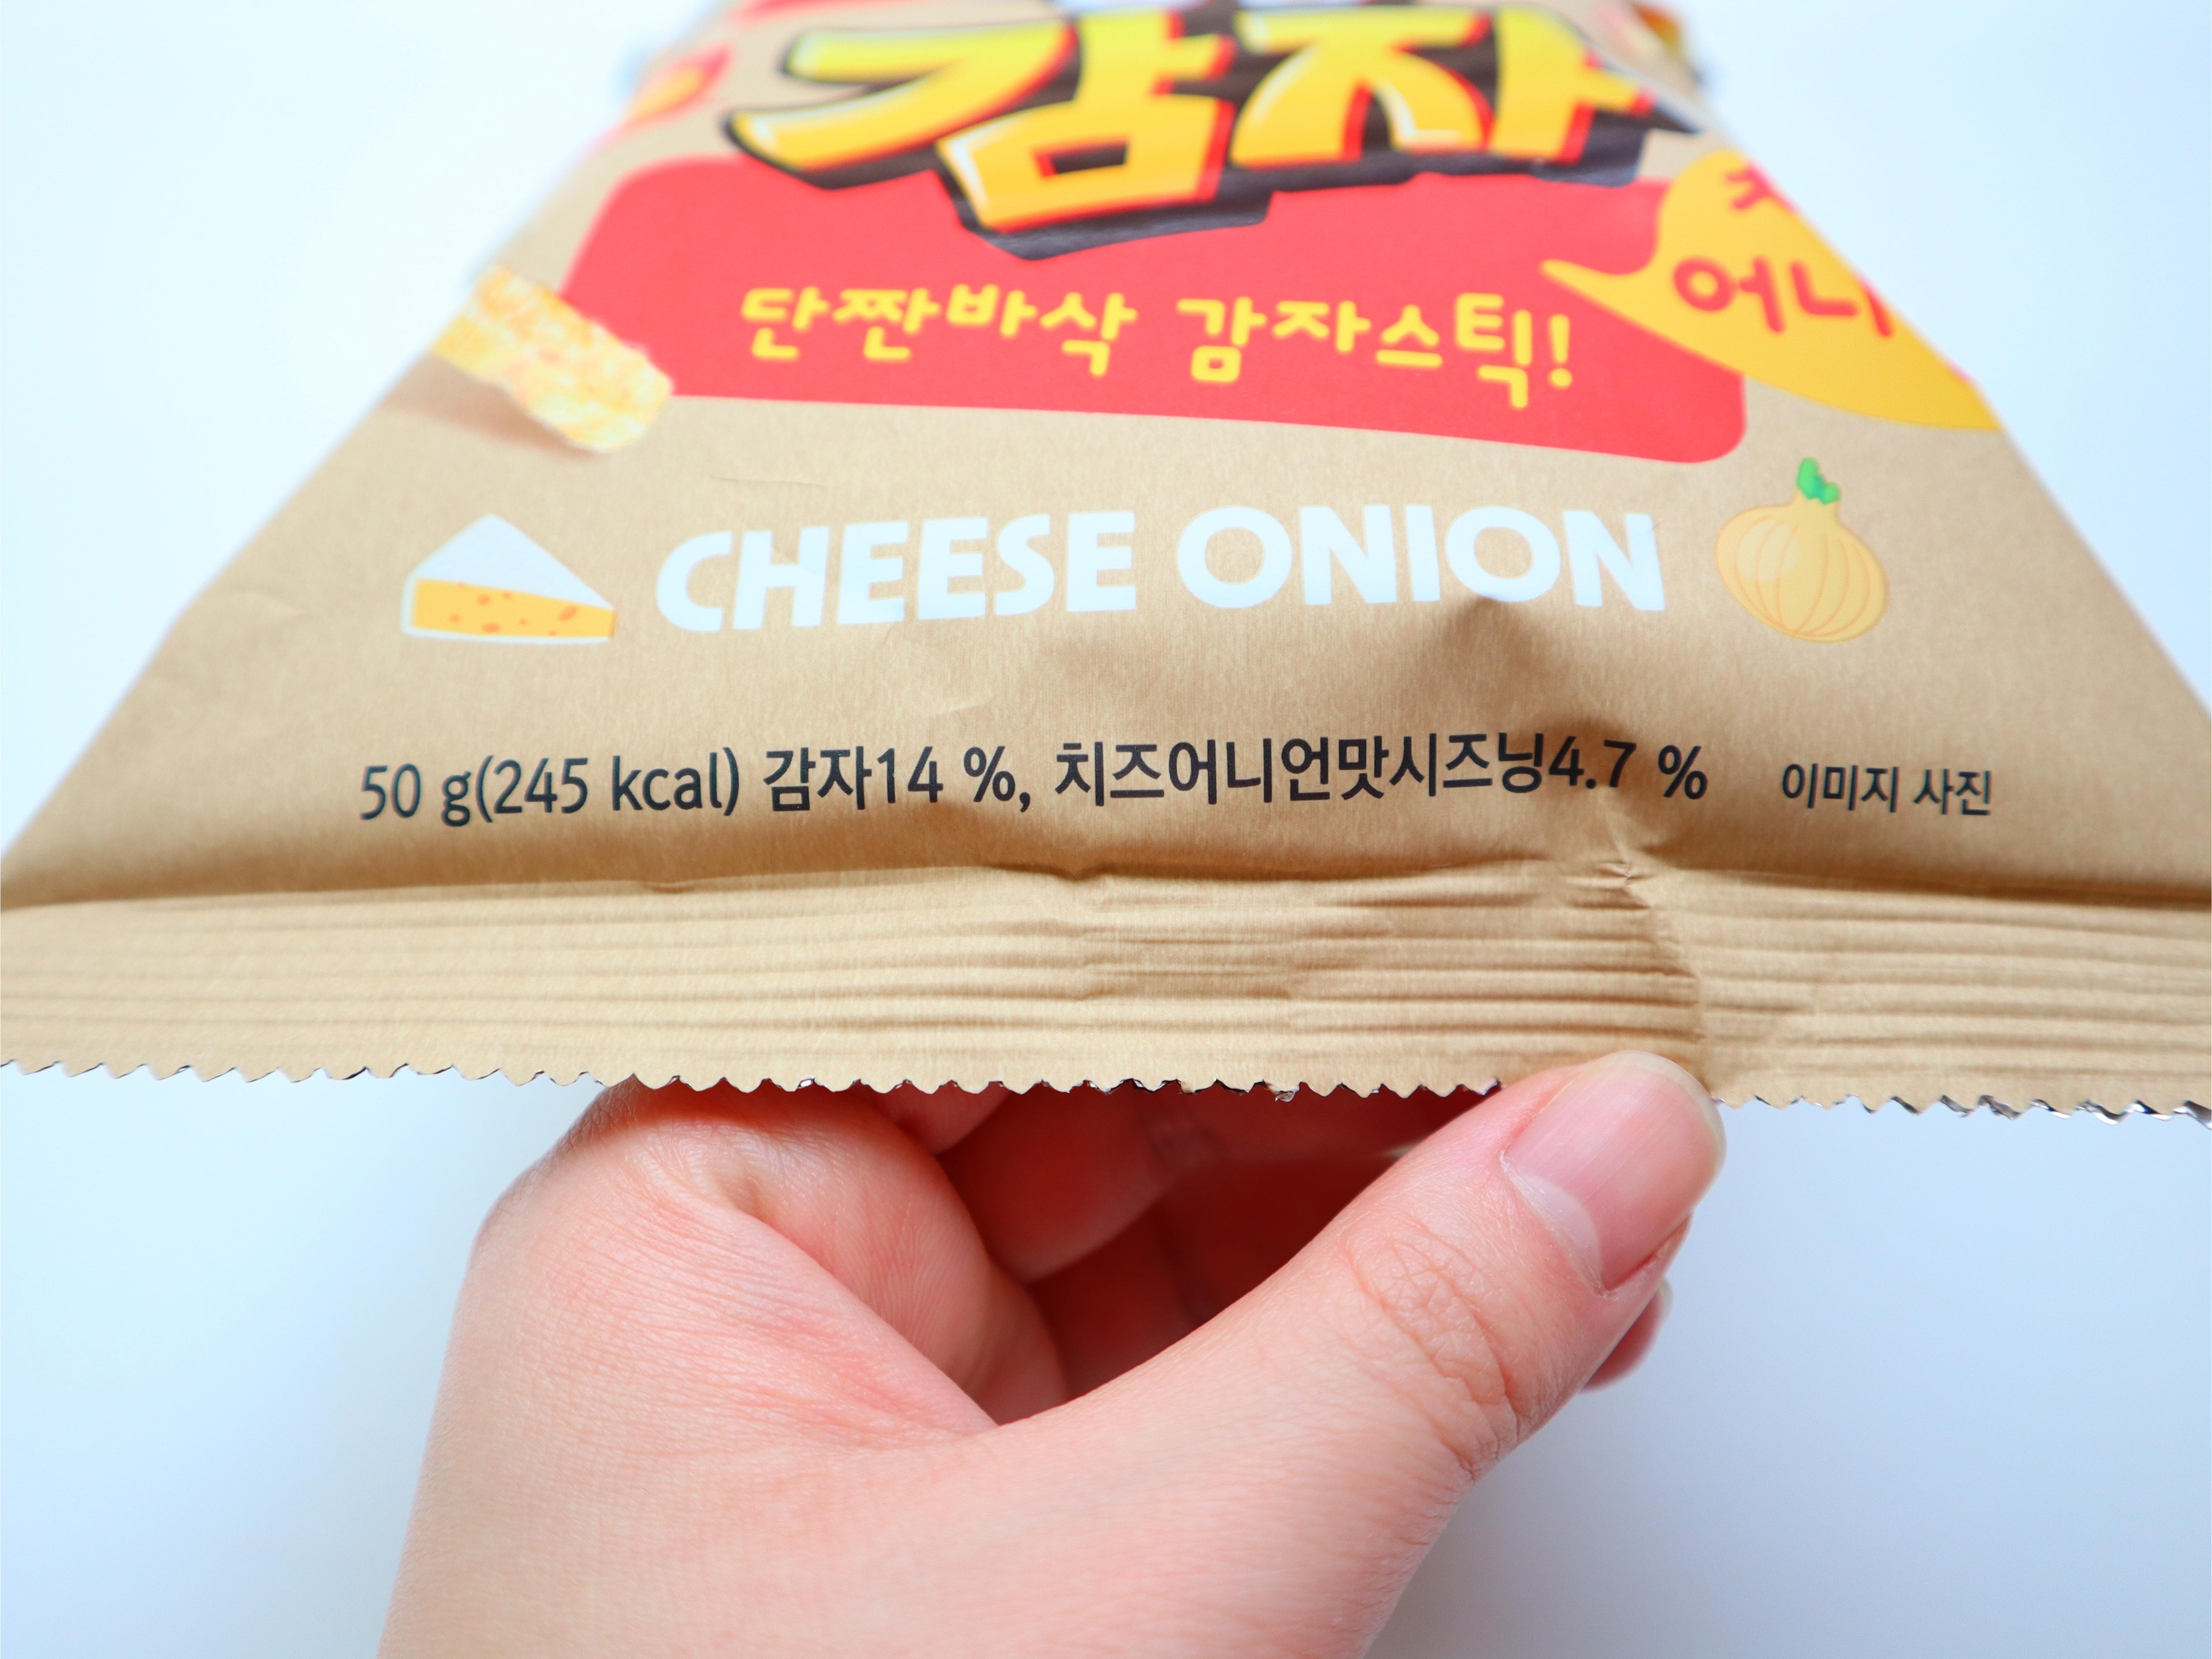 감자
단짠바삭 감자스틱!
어니
CHEESE ONION
50 g(245 kcal) 감자14 %, 치즈어니언맛시즈닝4.7 % 이미지 사진